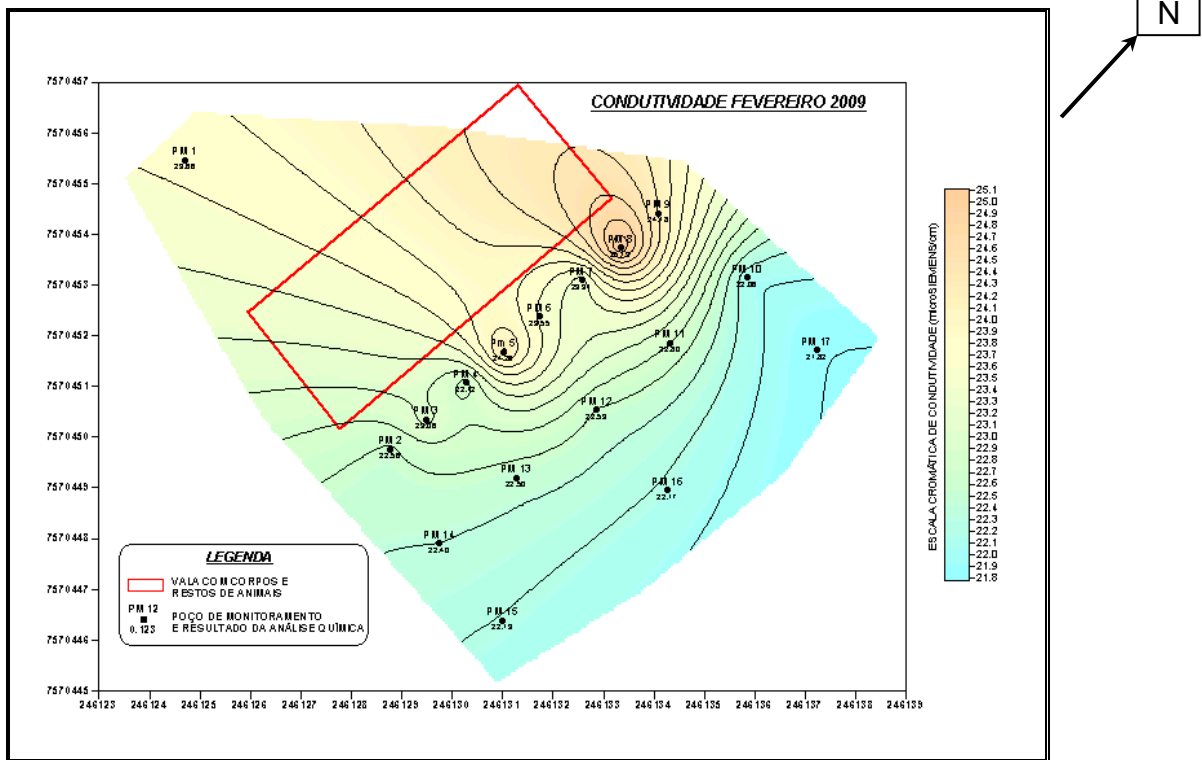 N
CONDUTIVIDADE FEVEREIRO 2009
7570457
7570456
7570455
7570454
7570453
7570452
7570451
7570450
7570449
7570448
7570447
7570446
7570445
PM 1
PM 9
PM 8
PM 7
PM 10
PM 6
PM 11
PM 17
Pm 5
PM 4
PM 12
22.59
PM 3
PM 2
PM 13
22.50
PM 16
22.17
PM 14
22.40
PM 15
LEGENDA
VALA COM CORPOS E
RESTOS DE ANIMAIS
PM 12
0.123
POÇO DE MONITORAMENTO
E RESULTADO DA ANÁLISE QUÍMICA
246123 246124 246125 246126 246127 246128 246129 246130 246131 246132 246133 246134 246135 246136 246137 246138 246139
ESCALA CROMÁTICA DE CONDUTIVIDADE (microSIEMENS/cm)
25.1
25.0
24.9
24.8
24.7
24.6
24.5
24.4
24.3
24.2
24.1
24.0
23.9
23.8
23.7
23.6
23.5
23.4
23.3
23.2
23.1
23.0
22.9
22.8
22.7
22.6
22.5
22.4
22.3
22.2
22.1
22.0
21.9
21.8